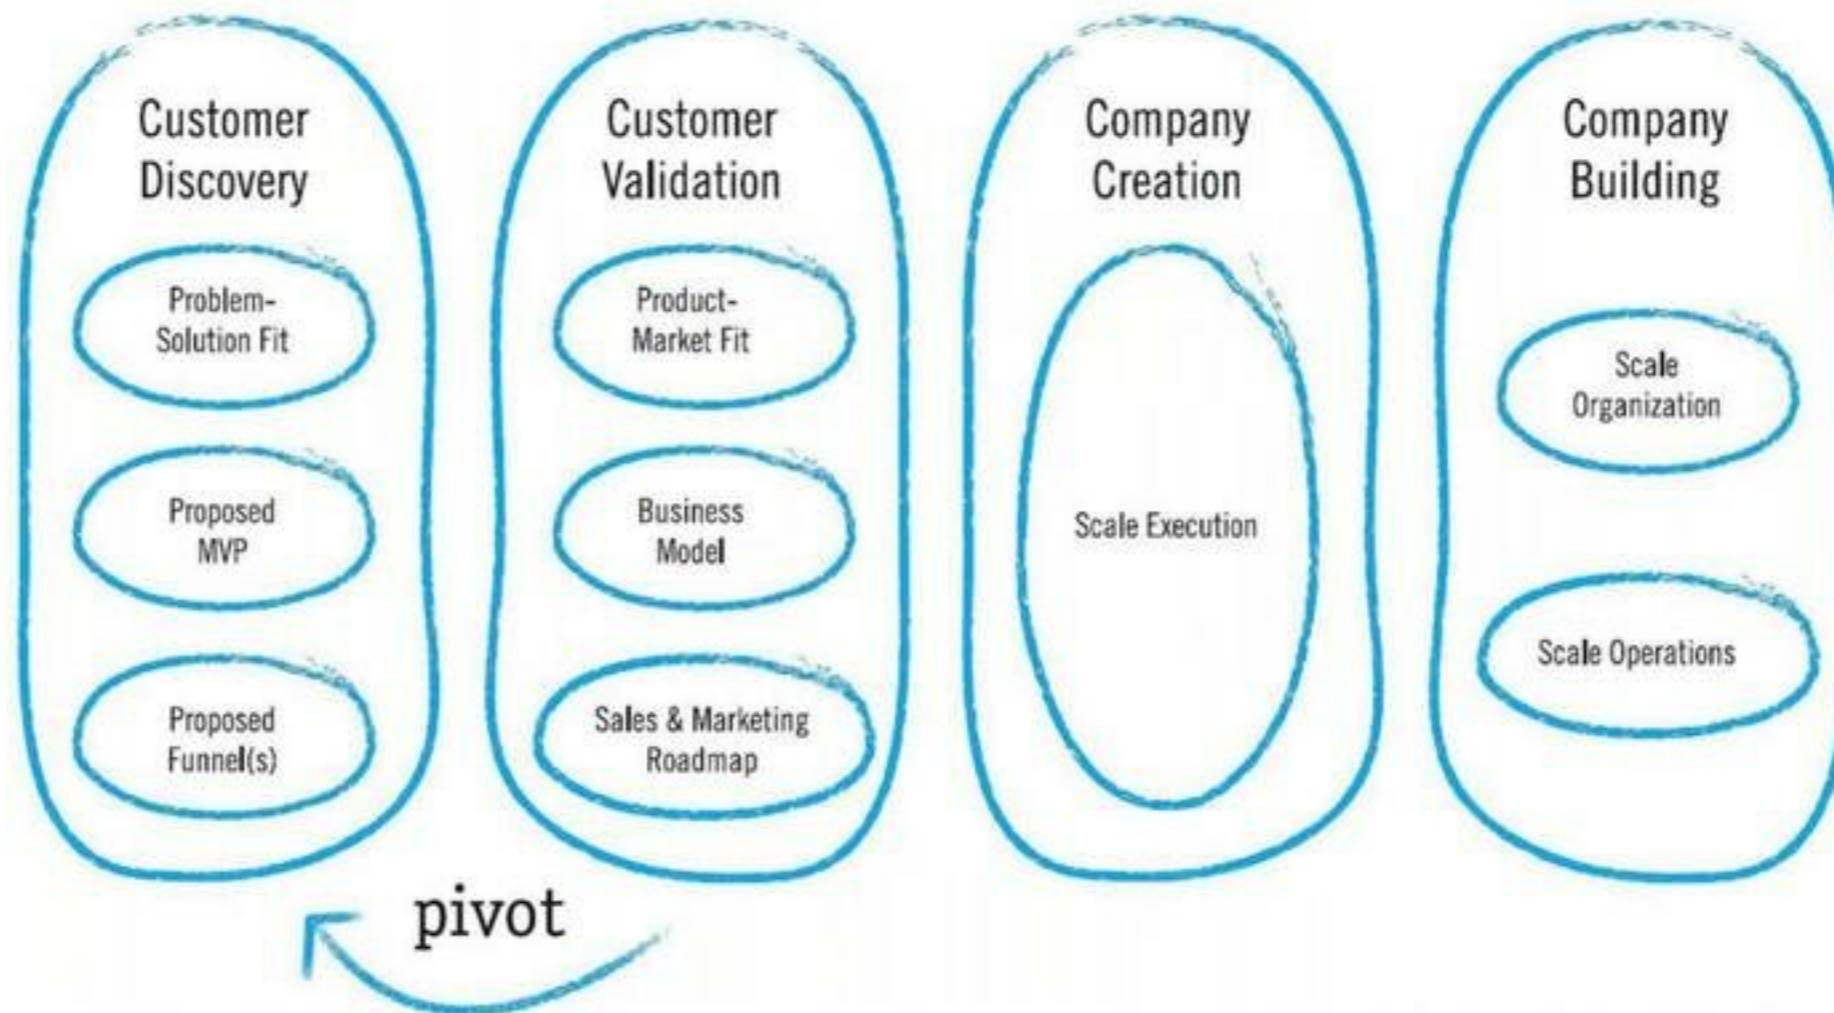 Customer
Discovery
Problem-
Solution Fit
Proposed
MVP
Proposed
Funnel(s)
Customer
Validation
Product-
Market Fit
Business
Model
Sales & Marketing
Roadmap
Company
Creation
Scale Execution
Company
Building
Scale
Organization
Scale Operations
pivot